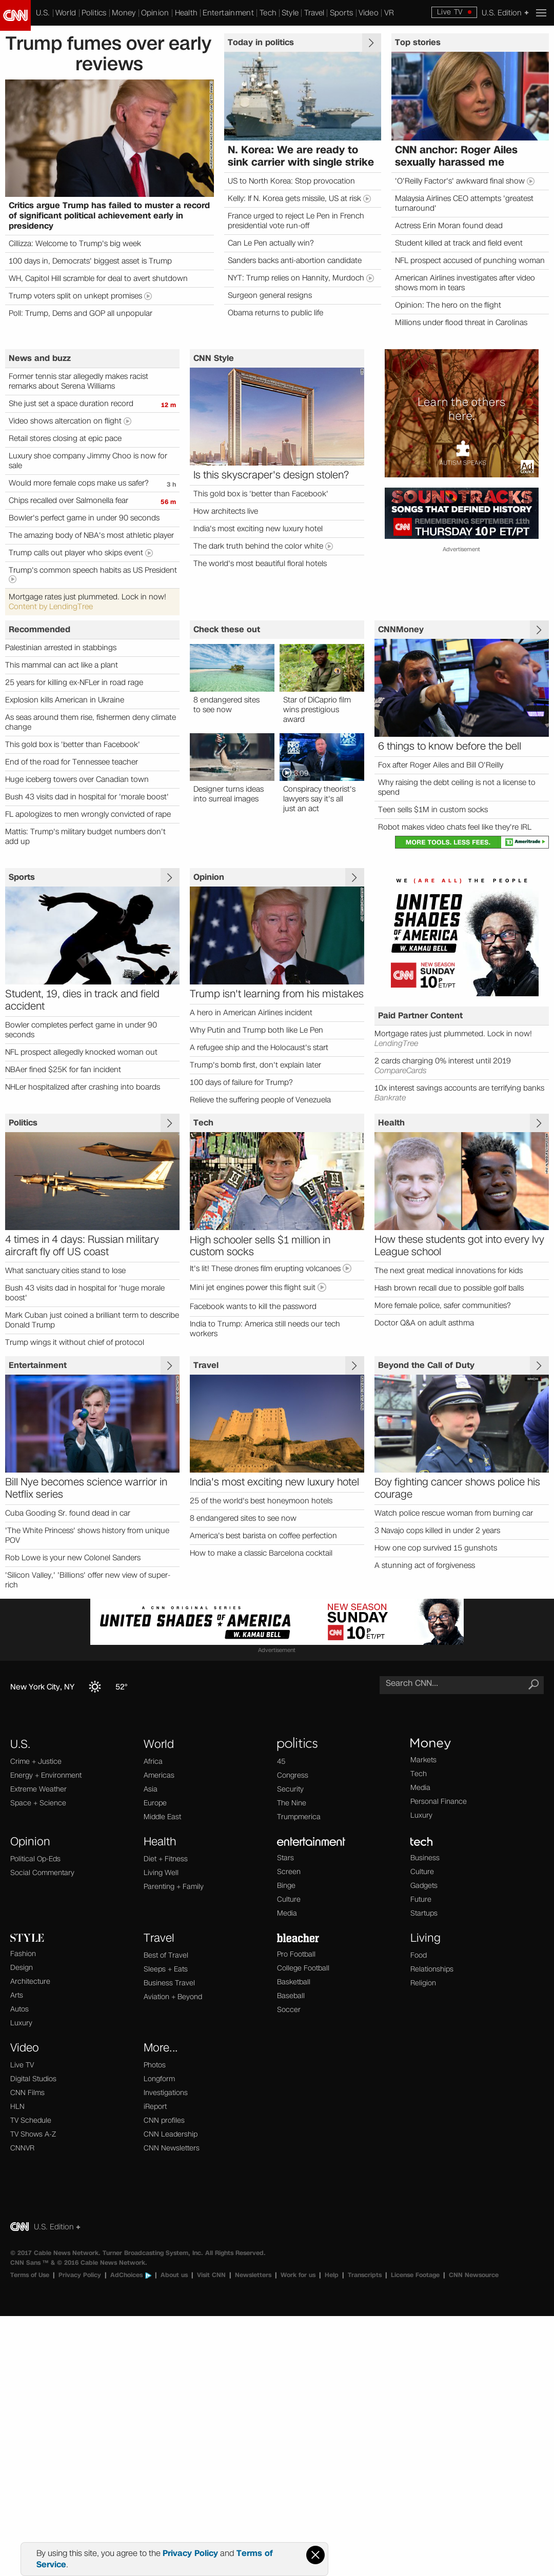 CNN U.S. World Politics Money Opinion Health Entertainment Tech Style Travel Sports Video VR Live TV U.S. Edition +
Trump fumes over early
reviews
Critics argue Trump has failed to muster a record
of significant political achievement early in
presidency
Cillizza: Welcome to Trump's big week
100 days in, Democrats' biggest asset is Trump
WH, Capitol Hill scramble for deal to avert shutdown
Trump voters split on unkept promises
Poll: Trump, Dems and GOP all unpopular
Today in politics
N. Korea: We are ready to
sink carrier with single strike
US to North Korea: Stop provocation
Kelly: If N. Korea gets missile, US at risk
France urged to reject Le Pen in French
presidential vote run-off
Can Le Pen actually win?
Sanders backs anti-abortion candidate
NYT: Trump relies on Hannity, Murdoch
Surgeon general resigns
Obama returns to public life
Top stories
CNN anchor: Roger Ailes
sexually harassed me
'O'Reilly Factor's' awkward final show
Malaysia Airlines CEO attempts 'greatest
turnaround'
Actress Erin Moran found dead
Student killed at track and field event
NFL prospect accused of punching woman
American Airlines investigates after video
shows mom in tears
Opinion: The hero on the flight
Millions under flood threat in Carolinas
News and buzz
Former tennis star allegedly makes racist
remarks about Serena Williams
She just set a space duration record 12 m
Video shows altercation on flight
Retail stores closing at epic pace
Luxury shoe company Jimmy Choo is now for
sale
Would more female cops make us safer? 3 h
Chips recalled over Salmonella fear 56 m
Bowler's perfect game in under 90 seconds
The amazing body of NBA's most athletic player
Trump calls out player who skips event
Trump's common speech habits as US President
Mortgage rates just plummeted. Lock in now!
Content by LendingTree
CNN Style
Is this skyscraper's design stolen?
This gold box is 'better than Facebook'
How architects live
India's most exciting new luxury hotel
The dark truth behind the color white
The world's most beautiful floral hotels
Learn the others
here.
AUTISM SPEAKS
Ad
SOUNDTRACKS
SONGS THAT DEFINED HISTORY
CNN REMEMBERING SEPTEMBER 11TH
THURSDAY 10P ET/PT
Advertisement
Recommended
Palestinian arrested in stabbings
This mammal can act like a plant
25 years for killing ex-NFLer in road rage
Explosion kills American in Ukraine
As seas around them rise, fishermen deny climate
change
This gold box is 'better than Facebook'
End of the road for Tennessee teacher
Huge iceberg towers over Canadian town
Bush 43 visits dad in hospital for 'morale boost'
FL apologizes to men wrongly convicted of rape
Mattis: Trump's military budget numbers don't
add up
Check these out
8 endangered sites
to see now
Star of DiCaprio film
wins prestigious
award
Designer turns ideas
into surreal images
Conspiracy theorist's
lawyers say it's all
just an act
CNNMoney
6 things to know before the bell
Fox after Roger Ailes and Bill O'Reilly
Why raising the debt ceiling is not a license to
spend
Teen sells $1M in custom socks
Robot makes video chats feel like they're IRL
MORE TOOLS. LESS FEES. Ameritrade
Sports
Student, 19, dies in track and field
accident
Bowler completes perfect game in under 90
seconds
NFL prospect allegedly knocked woman out
NBAer fined $25K for fan incident
NHLer hospitalized after crashing into boards
Opinion
Trump isn't learning from his mistakes
A hero in American Airlines incident
Why Putin and Trump both like Le Pen
A refugee ship and the Holocaust's start
Trump's bomb first, don't explain later
100 days of failure for Trump?
Relieve the suffering people of Venezuela
WE (ARE ALL) THE PEOPLE
UNITED
SHADES
OF AMERICA
W. KAMAU BELL
CNN NEW SEASON
SUNDAY
10P ET/PT
Paid Partner Content
Mortgage rates just plummeted. Lock in now!
LendingTree
2 cards charging 0% interest until 2019
CompareCards
10x interest savings accounts are terrifying banks
Bankrate
Politics
4 times in 4 days: Russian military
aircraft fly off US coast
What sanctuary cities stand to lose
Bush 43 visits dad in hospital for 'huge morale
boost'
Mark Cuban just coined a brilliant term to describe
Donald Trump
Trump wings it without chief of protocol
Tech
High schooler sells $1 million in
custom socks
It's lit! These drones film erupting volcanoes
Mini jet engines power this flight suit
Facebook wants to kill the password
India to Trump: America still needs our tech
workers
Health
How these students got into every Ivy
League school
The next great medical innovations for kids
Hash brown recall due to possible golf balls
More female police, safer communities?
Doctor Q&A on adult asthma
Entertainment
Bill Nye becomes science warrior in
Netflix series
Cuba Gooding Sr. found dead in car
'The White Princess' shows history from unique
POV
Rob Lowe is your new Colonel Sanders
'Silicon Valley,' 'Billions' offer new view of super-
rich
Travel
India's most exciting new luxury hotel
25 of the world's best honeymoon hotels
8 endangered sites to see now
America's best barista on coffee perfection
How to make a classic Barcelona cocktail
Beyond the Call of Duty
Boy fighting cancer shows police his
courage
Watch police rescue woman from burning car
3 Navajo cops killed in under 2 years
How one cop survived 15 gunshots
A stunning act of forgiveness
A CNN ORIGINAL SERIES
UNITED SHADES OF AMERICA
W. KAMAU BELL
NEW SEASON
SUNDAY
CNN 10P ET/PT
Advertisement
New York City, NY 52°
Search CNN...
U.S.
Crime + Justice
Energy + Environment
Extreme Weather
Space + Science
World
Africa
Americas
Asia
Europe
Middle East
politics
45
Congress
Security
The Nine
Trumpmerica
Money
Markets
Tech
Media
Personal Finance
Luxury
Opinion
Political Op-Eds
Social Commentary
Health
Diet + Fitness
Living Well
Parenting + Family
entertainment
Stars
Screen
Binge
Culture
Media
tech
Business
Culture
Gadgets
Future
Startups
STYLE
Fashion
Design
Architecture
Arts
Autos
Luxury
Travel
Best of Travel
Sleeps + Eats
Business Travel
Aviation + Beyond
bleacher
Pro Football
College Football
Basketball
Baseball
Soccer
Living
Food
Relationships
Religion
Video
Live TV
Digital Studios
CNN Films
HLN
TV Schedule
TV Shows A-Z
CNNVR
More...
Photos
Longform
Investigations
iReport
CNN profiles
CNN Leadership
CNN Newsletters
CNN U.S. Edition +
© 2017 Cable News Network. Turner Broadcasting System, Inc. All Rights Reserved.
CNN Sans ™ & © 2016 Cable News Network.
Terms of Use | Privacy Policy | AdChoices | About us | Visit CNN | Newsletters | Work for us | Help | Transcripts | License Footage | CNN Newsource
By using this site, you agree to the Privacy Policy and Terms of
Service.